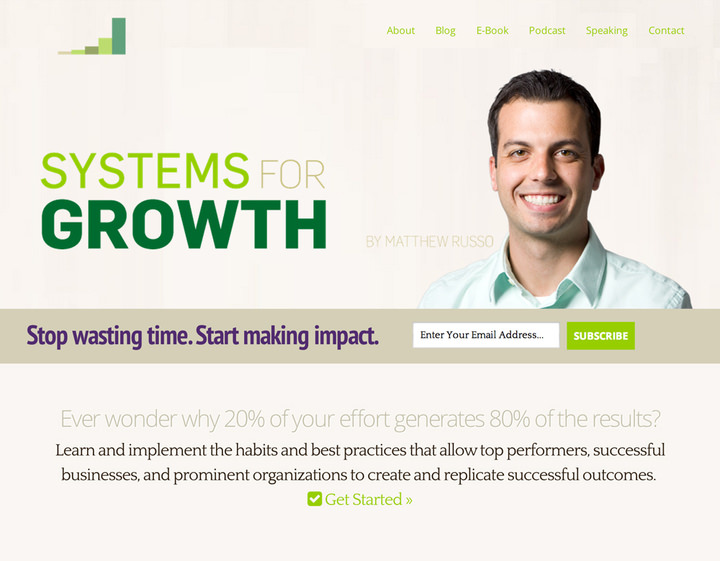 About Blog E-Book Podcast Speaking Contact
SYSTEMS FOR
GROWTH
BY MATTHEW RUSSO
Stop wasting time. Start making impact.
Enter Your Email Address...
SUBSCRIBE
Ever wonder why 20% of your effort generates 80% of the results?
Learn and implement the habits and best practices that allow top performers, successful
businesses, and prominent organizations to create and replicate successful outcomes.
Get Started »